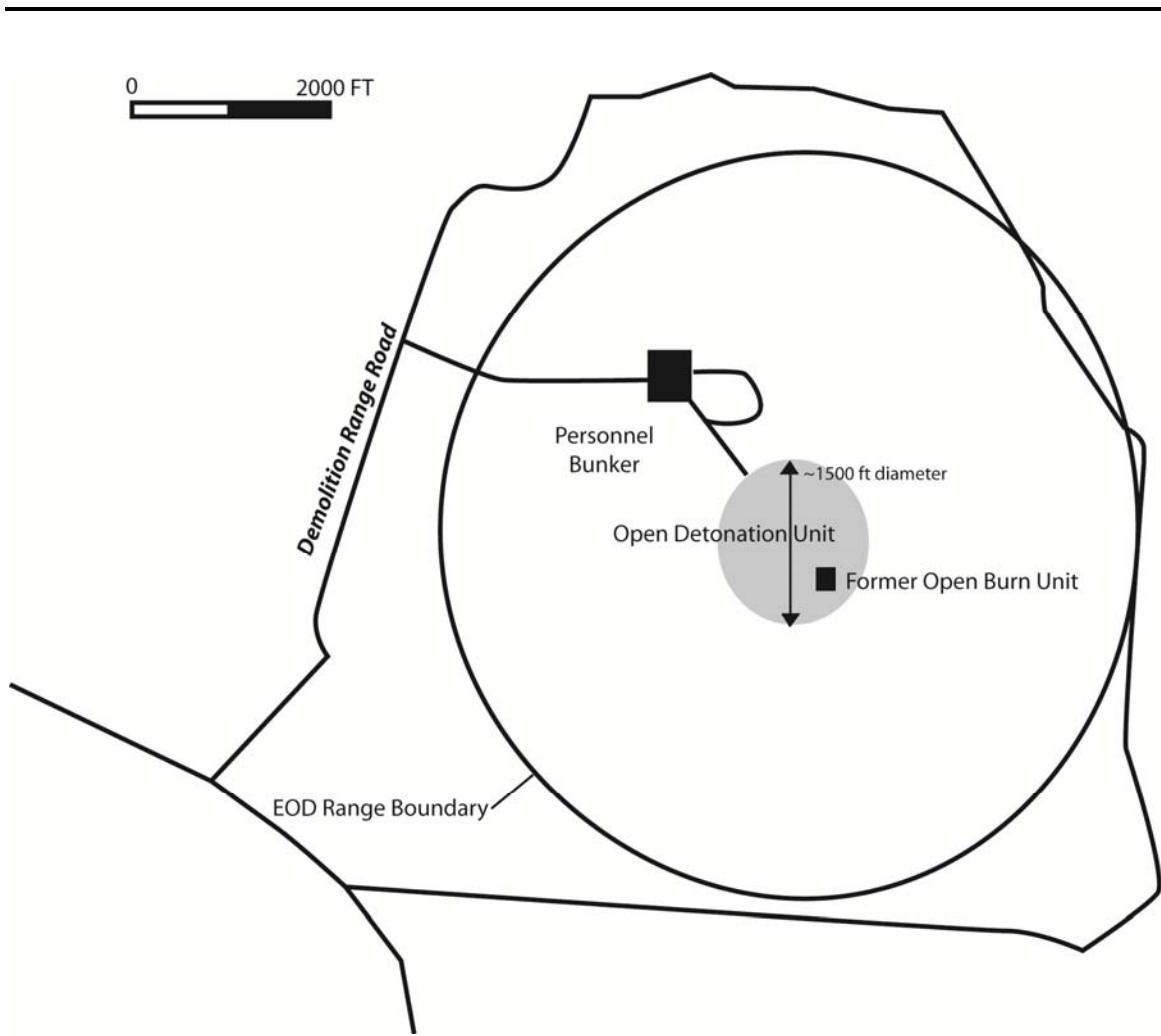 0 2000 FT
Demolition Range Road
Personnel
Bunker
~1500 ft diameter
Open Detonation Unit
Former Open Burn Unit
EOD Range Boundary